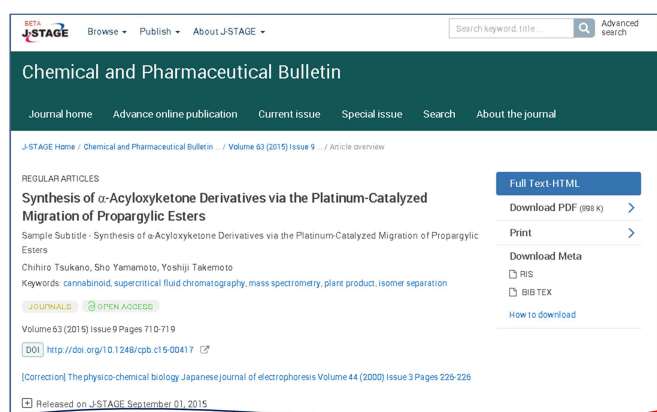 BETA
J-STAGE
Browse
Publish
About J-STAGE
Search keyword, title ...
Advanced
search
Chemical and Pharmaceutical Bulletin
Journal home
Advance online publication
Current issue
Special issue
Search
About the journal
J-STAGE Home / Chemical and Pharmaceutical Bulletin ... / Volume 63 (2015) Issue 9 ... / Article overview
REGULAR ARTICLES
Synthesis of α-Acyloxyketone Derivatives via the Platinum-Catalyzed
Migration of Propargylic Esters
Sample Subtitle - Synthesis of α-Acyloxyketone Derivatives via the Platinum-Catalyzed Migration of Propargylic
Esters
Chihiro Tsukano, Sho Yamamoto, Yoshiji Takemoto
Keywords: cannabinoid, supercritical fluid chromatography, mass spectrometry, plant product, isomer separation
JOURNALS
OPEN ACCESS
Volume 63 (2015) Issue 9 Pages 710-719
DOI http://doi.org/10.1248/cpb.c15-00417
[Correction] The physico-chemical biology Japanese journal of electrophoresis Volume 44 (2000) Issue 3 Pages 226-226
Released on J-STAGE September 01, 2015
Full Text-HTML
Download PDF (898 K)
Print
Download Meta
RIS
BIB TEX
How to download